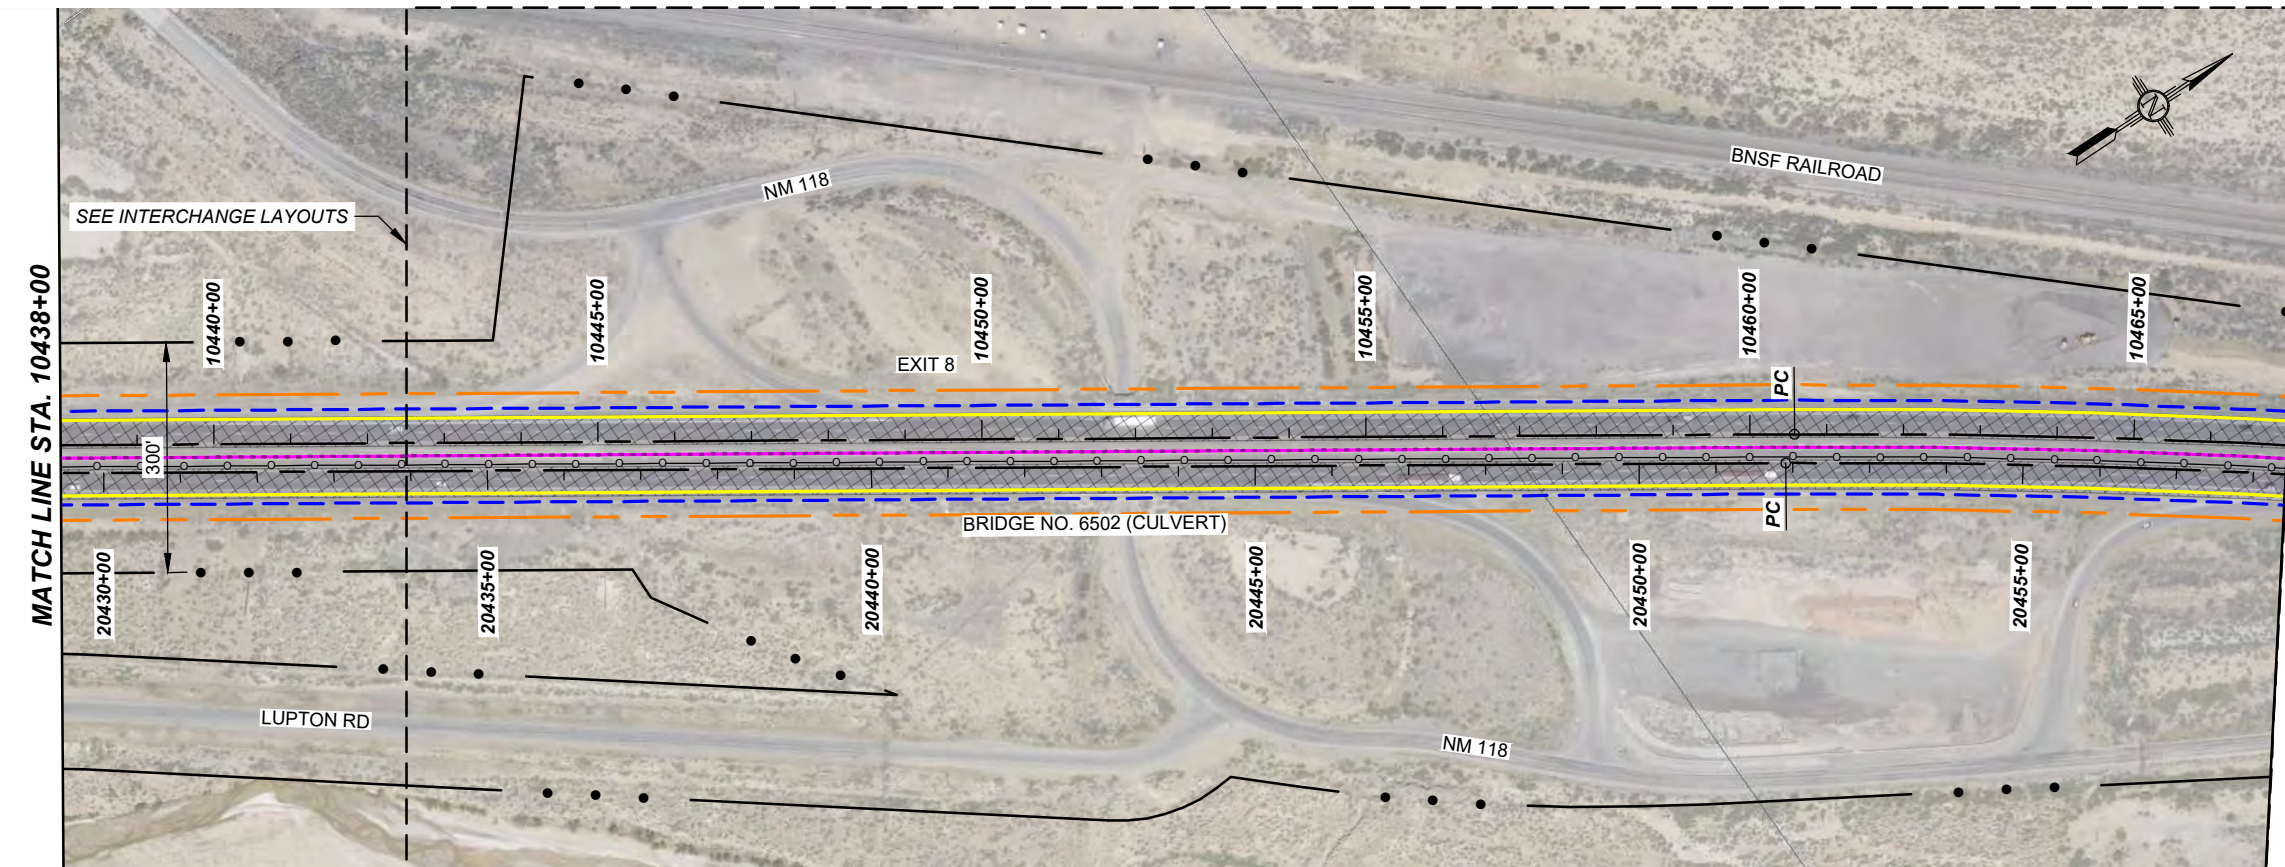 BNSF RAILROAD
NM 118
SEE INTERCHANGE LAYOUTS
MATCH LINE STA. 10438+00
10440+00
10445+00
10450+00
10455+00
10460+00
10465+00
N
EXIT 8
PC
300'
PC
BRIDGE NO. 6502 (CULVERT)
20430+00
20435+00
20440+00
20445+00
20450+00
20455+00
LUPTON RD
NM 118